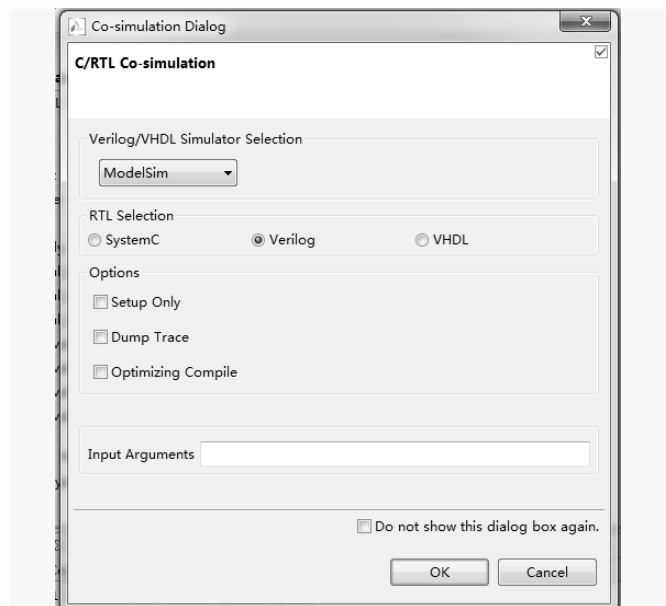 Co-simulation Dialog
C/RTL Co-simulation
Verilog/VHDL Simulator Selection
ModelSim
RTL Selection
SystemC Verilog VHDL
Options
Setup Only
Dump Trace
Optimizing Compile
Input Arguments
Do not show this dialog box again.
OK Cancel